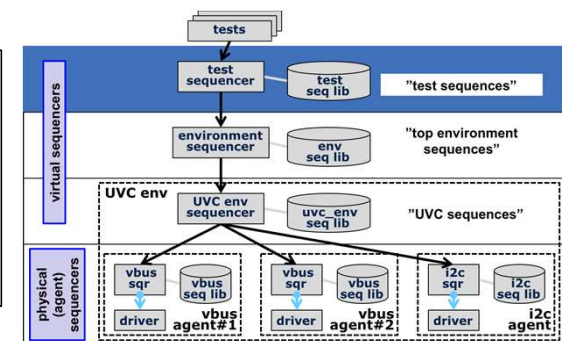 tests
virtual sequencers
test
sequencer
test
seq lib
"test sequences"
environment
sequencer
env
seq lib
"top environment
sequences"
UVC env
UVC env
sequencer
uvc_env
seq lib
"UVC sequences"
physical
(agent)
sequencers
vbus
sqr
vbus
seq lib
driver
vbus
agent#1
vbus
sqr
vbus
seq lib
driver
vbus
agent#2
i2c
sqr
i2c
seq lib
driver
i2c
agent